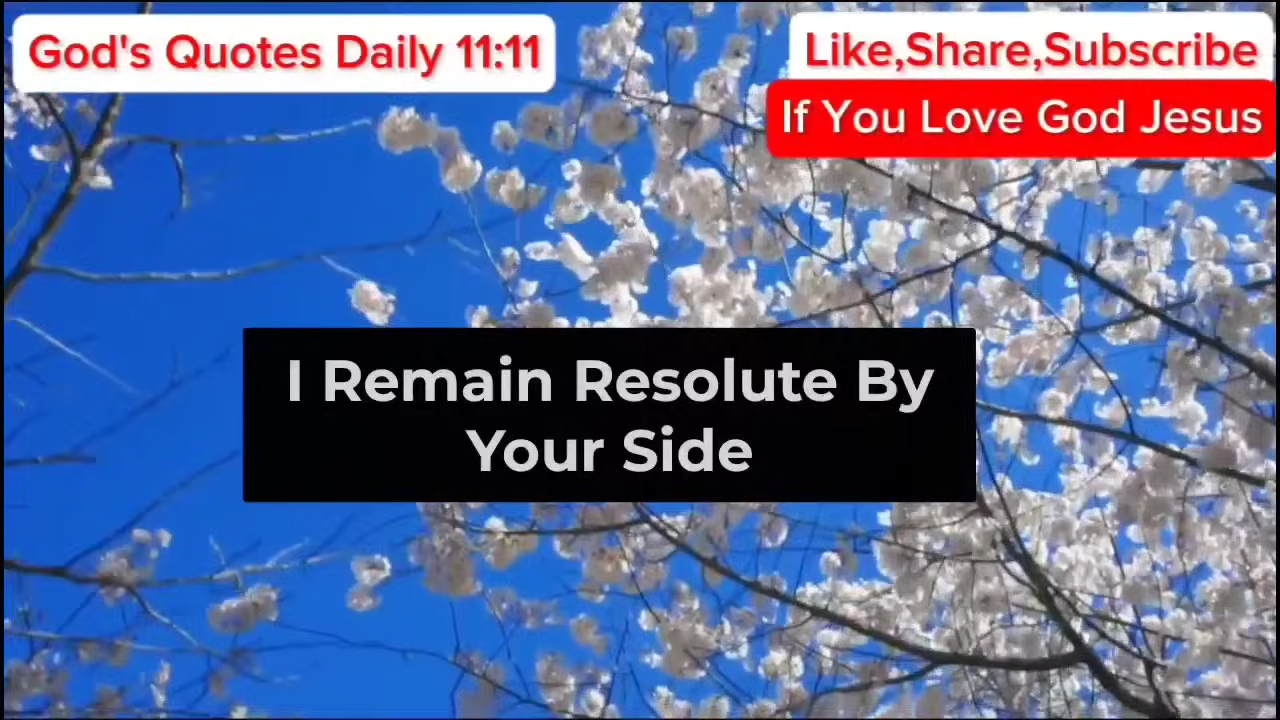 God's Quotes Daily 11:11
Like,Share,Subscribe
If You Love God Jesus
I Remain Resolute By
Your Side